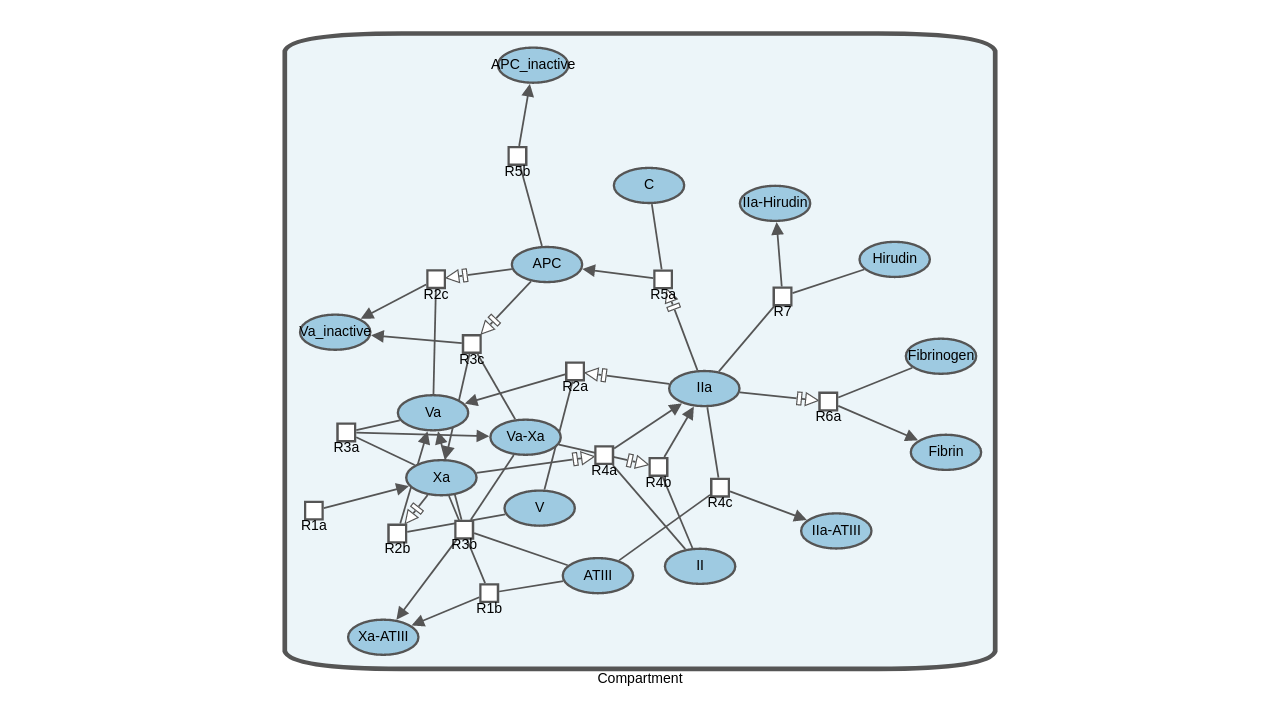 APC_inactive
R5b
C
IIa-Hirudin
Hirudin
APC
R2c
R5a
R7
Va_inactive
R3c
Fibrinogen
R2a
IIa
Va
R6a
R3a
Va-Xa
Fibrin
R4a
Xa
R4b
R4c
V
R1a
IIa-ATIII
R2b
R3b
II
ATIII
R1b
Xa-ATIII
Compartment